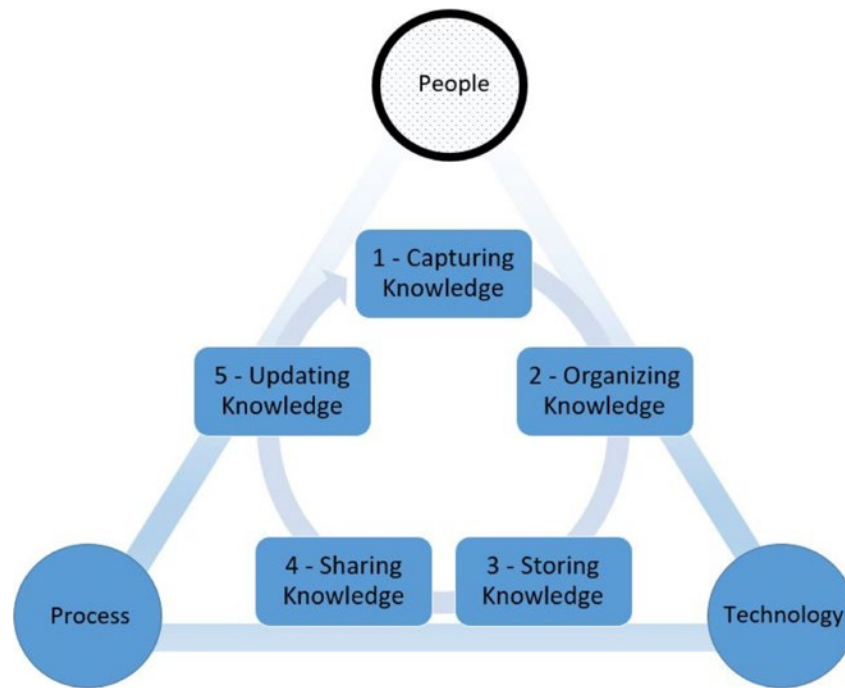 People
1 - Capturing
Knowledge
5 - Updating
Knowledge
2 - Organizing
Knowledge
4 - Sharing
Knowledge
3 - Storing
Knowledge
Process
Technology